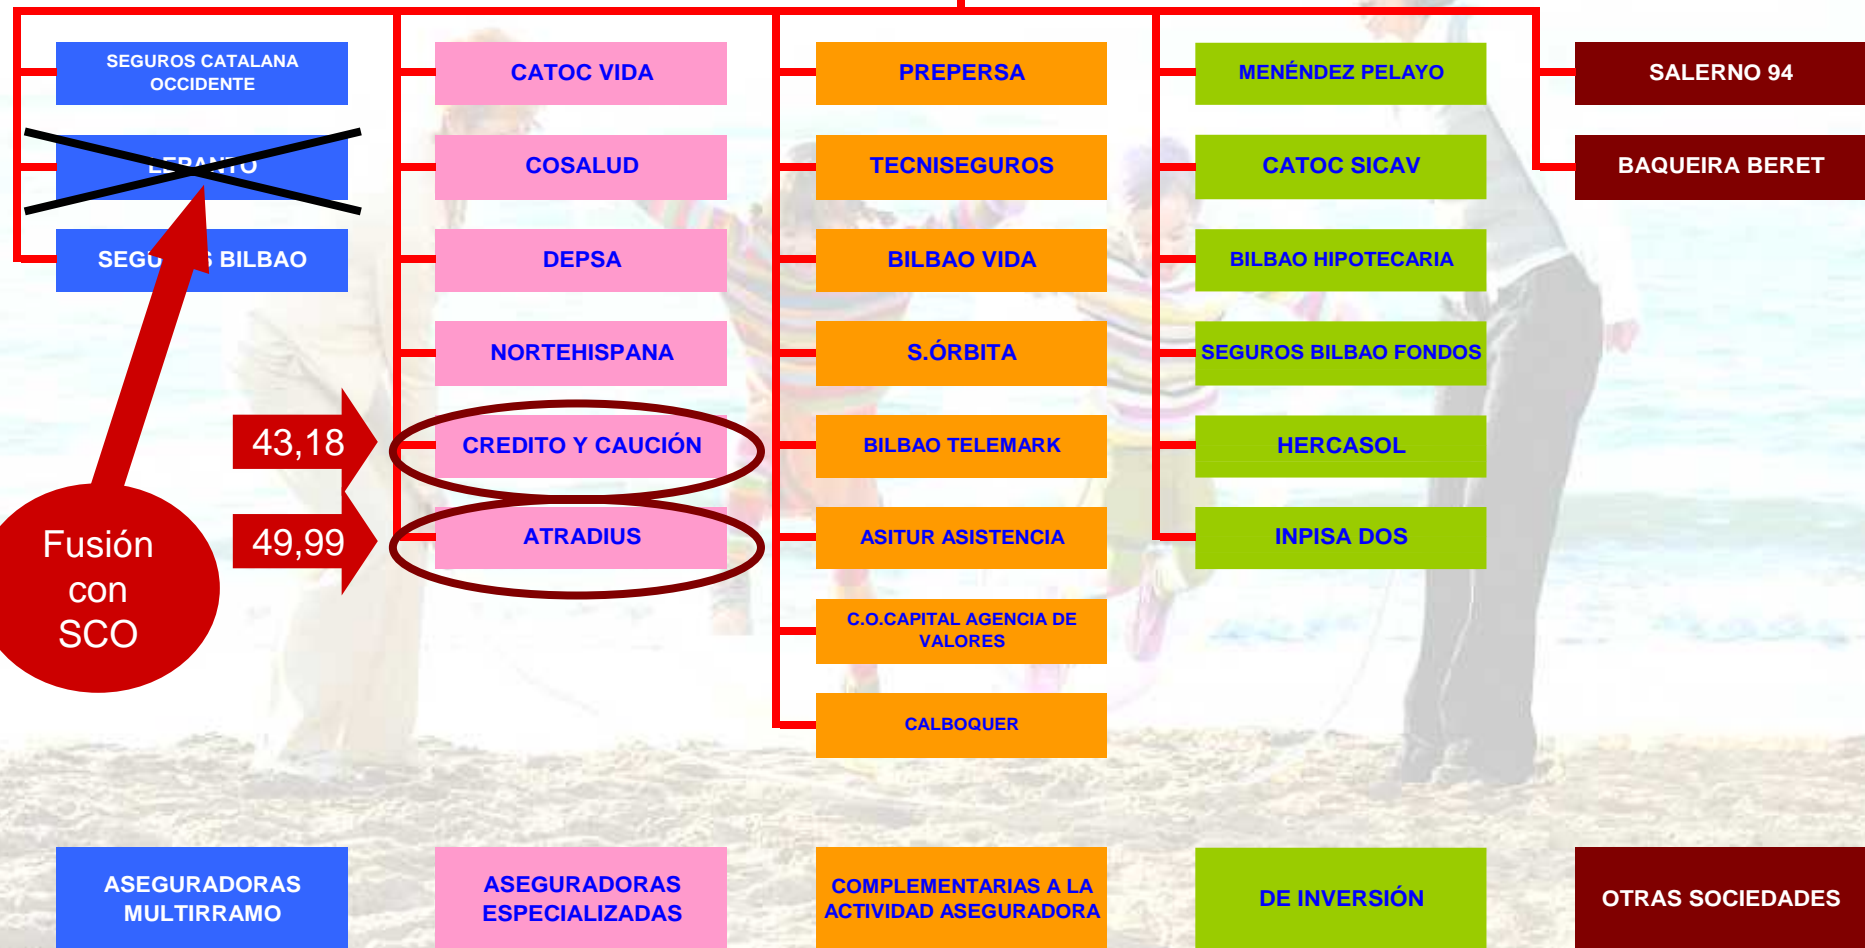 SEGUROS CATALANA
OCCIDENTE
LEPANTO
SEGUROS BILBAO
CATOC VIDA
COSALUD
DEPSA
NORTEHISPANA
43,18
CREDITO Y CAUCIÓN
49,99
ATRADIUS
Fusión
con
SCO
PREPERSA
TECNISEGUROS
BILBAO VIDA
S.ÓRBITA
BILBAO TELEMARK
ASITUR ASISTENCIA
C.O.CAPITAL AGENCIA DE
VALORES
CALBOQUER
MENÉNDEZ PELAYO
CATOC SICAV
BILBAO HIPOTECARIA
SEGUROS BILBAO FONDOS
HERCASOL
INPISA DOS
SALERNO 94
BAQUEIRA BERET
ASEGURADORAS
MULTIRRAMO
ASEGURADORAS
ESPECIALIZADAS
COMPLEMENTARIAS A LA
ACTIVIDAD ASEGURADORA
DE INVERSIÓN
OTRAS SOCIEDADES